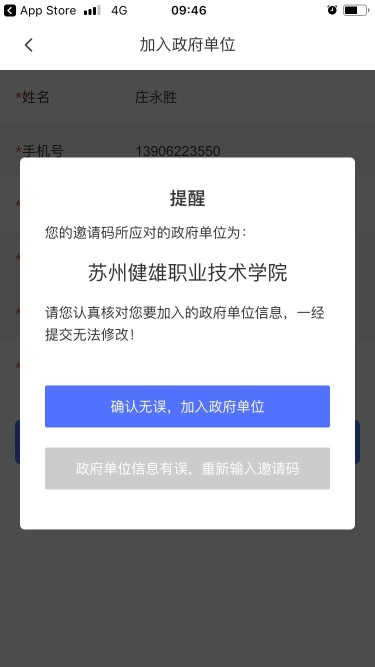 App Store 4G 09:46
加入政府单位
*姓名 庄永胜
*手机号 13906223550
*
*
*
*
提醒
您的邀请码所应对的政府单位为：
苏州健雄职业技术学院
请您认真核对您要加入的政府单位信息，一经
提交无法修改！
确认无误，加入政府单位
政府单位信息有误，重新输入邀请码